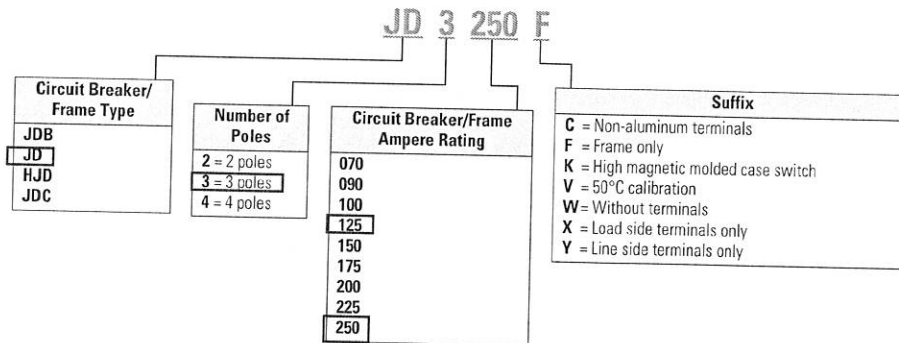 JD 3 250 F
Circuit Breaker/
Frame Type
JDB
JD
HJD
JDC
Number of
Poles
2 = 2 poles
3 = 3 poles
4 = 4 poles
Circuit Breaker/Frame
Ampere Rating
070
090
100
125
150
175
200
225
250
Suffix
C = Non-aluminum terminals
F = Frame only
K = High magnetic molded case switch
V = 50°C calibration
W = Without terminals
X = Load side terminals only
Y = Line side terminals only